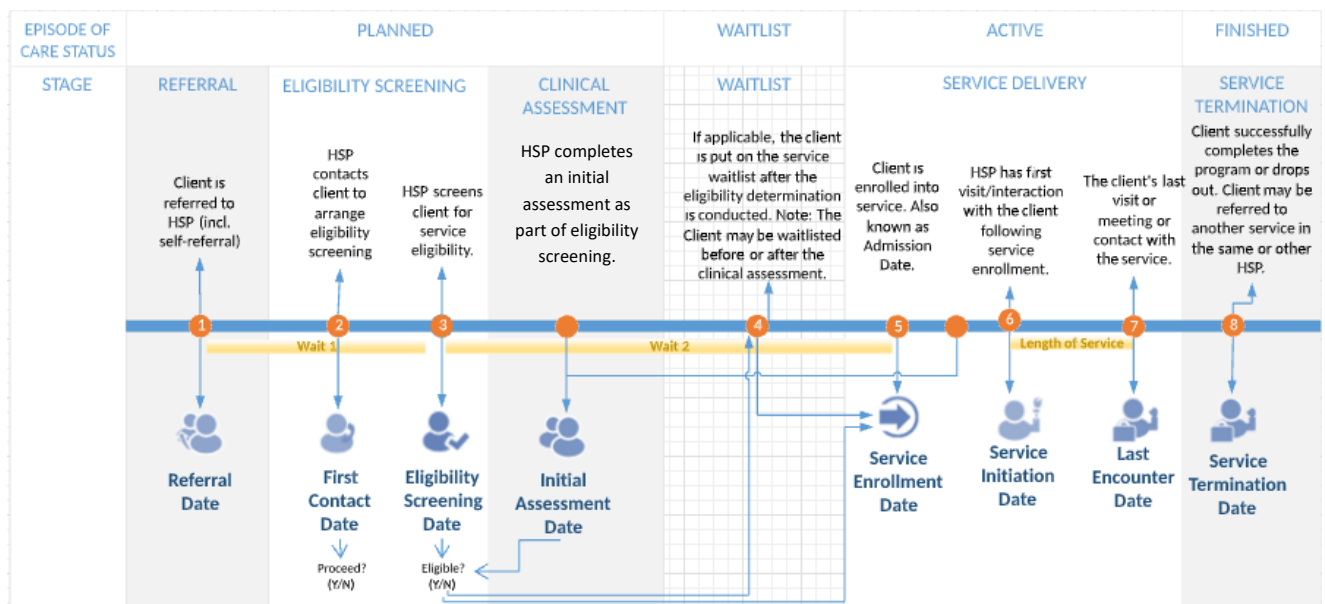 EPISODE OF
CARE STATUS
PLANNED
WAITLIST
ACTIVE
FINISHED
STAGE
REFERRAL
ELIGIBILITY SCREENING
CLINICAL
ASSESSMENT
WAITLIST
SERVICE DELIVERY
SERVICE
TERMINATION
Client is
referred to
HSP (incl.
self-referral)
HSP
contacts
client to
arrange
eligibility
screening
HSP screens
client for
service
eligibility.
HSP completes
an initial
assessment as
part of eligibility
screening.
If applicable, the client
is put on the service
waitlist after the
eligibility determination
is conducted. Note: The
Client may be waitlisted
before or after the
clinical assessment.
Client is
enrolled into
service. Also
known as
Admission
Date.
HSP has first
visit/interaction
with the client
following
service
enrollment.
The client's last
visit or
meeting or
contact with
the service.
Client successfully
completes the
program or drops
out. Client may be
referred to
another service in
the same or other
HSP.
1
2
3
4
5
6
7
8
Wait 1
Wait 2
Length of Service
Referral
Date
First
Contact
Date
Eligibility
Screening
Date
Initial
Assessment
Date
Service
Enrollment
Date
Service
Initiation
Date
Last
Encounter
Date
Service
Termination
Date
Proceed?
(Y/N)
Eligible?
(Y/N)